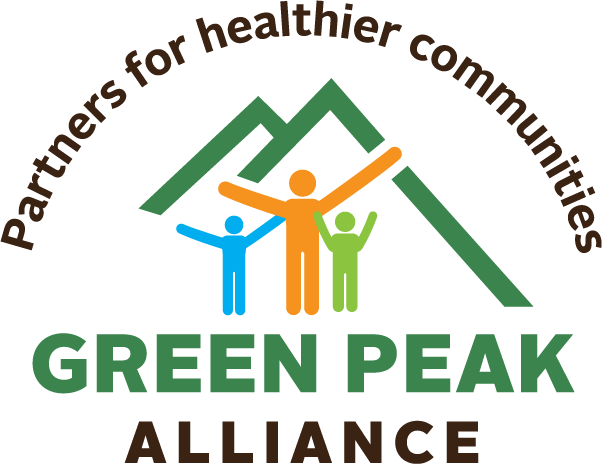 Partners for healthier communities
GREEN PEAK
ALLIANCE